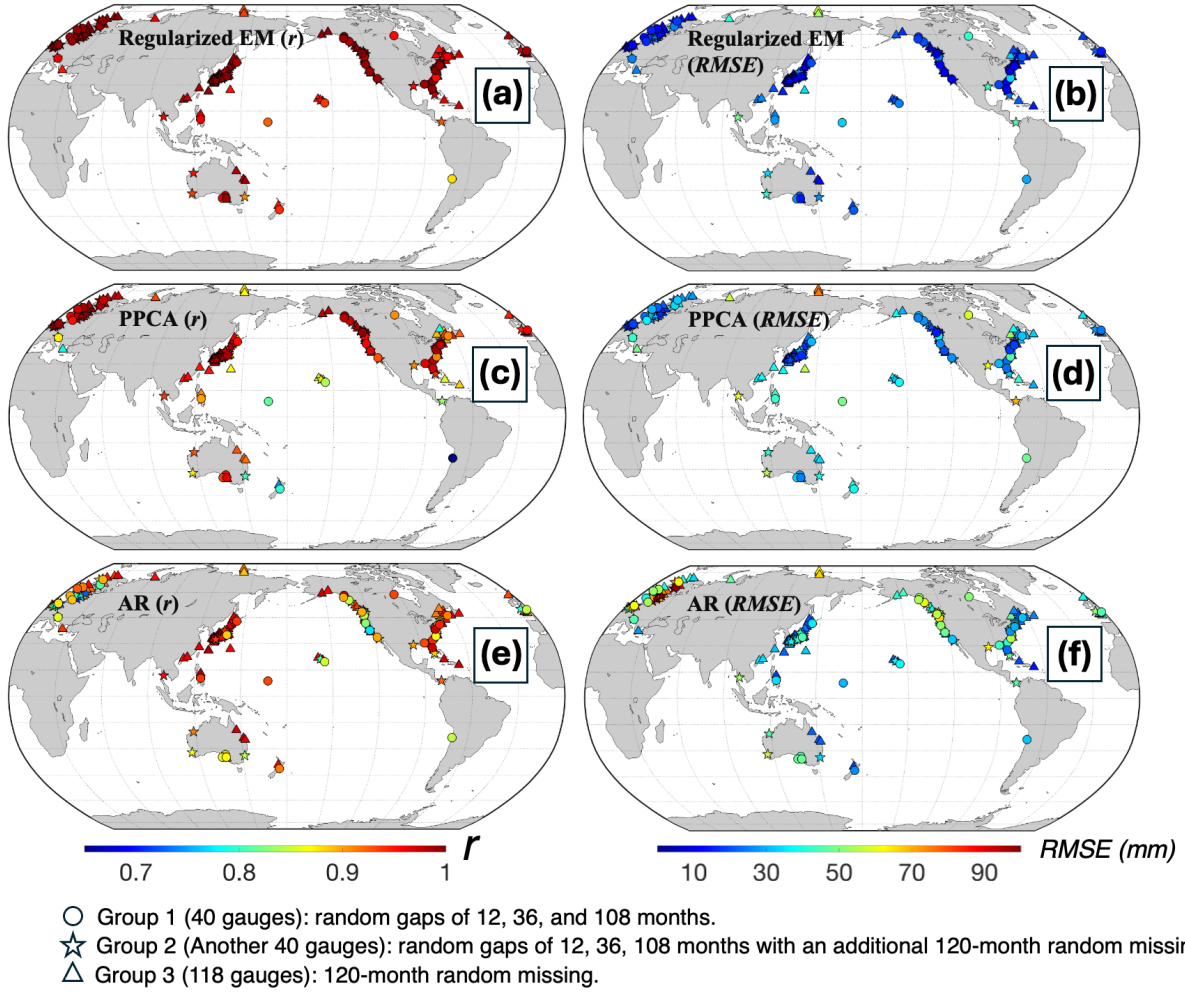 Regularized EM (r)
(a)
Regularized EM
(RMSE)
(b)
PPCA (r)
(c)
PPCA (RMSE)
(d)
AR (r)
(e)
AR (RMSE)
(f)
0.7 0.8 0.9 1 r
10 30 50 70 90 RMSE (mm)
Group 1 (40 gauges): random gaps of 12, 36, and 108 months.
Group 2 (Another 40 gauges): random gaps of 12, 36, 108 months with an additional 120-month random missin
Group 3 (118 gauges): 120-month random missing.